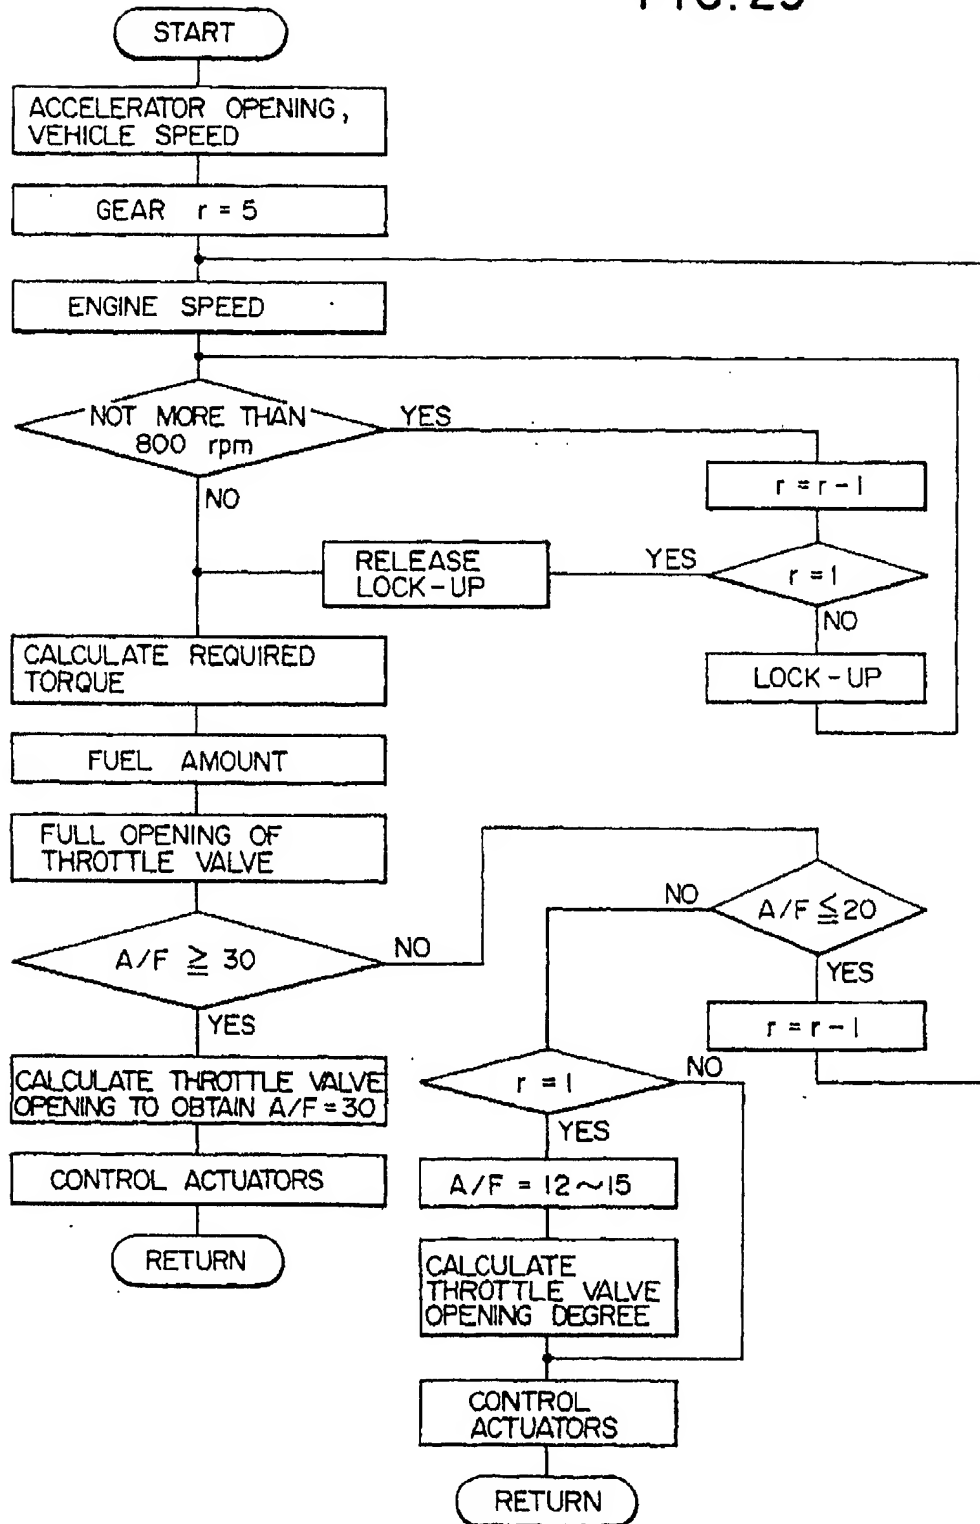 FIG. 25
START
ACCELERATOR OPENING,
VEHICLE SPEED
GEAR r = 5
ENGINE SPEED
NOT MORE THAN
800 rpm
YES
NO
r = r - 1
r = 1
YES
NO
RELEASE
LOCK-UP
LOCK-UP
CALCULATE REQUIRED
TORQUE
FUEL AMOUNT
FULL OPENING OF
THROTTLE VALVE
A/F ≧ 30
NO
YES
A/F ≦ 20
NO
YES
r = r - 1
CALCULATE THROTTLE VALVE
OPENING TO OBTAIN A/F = 30
CONTROL ACTUATORS
RETURN
r = 1
NO
YES
A/F = 12~15
CALCULATE
THROTTLE VALVE
OPENING DEGREE
CONTROL
ACTUATORS
RETURN